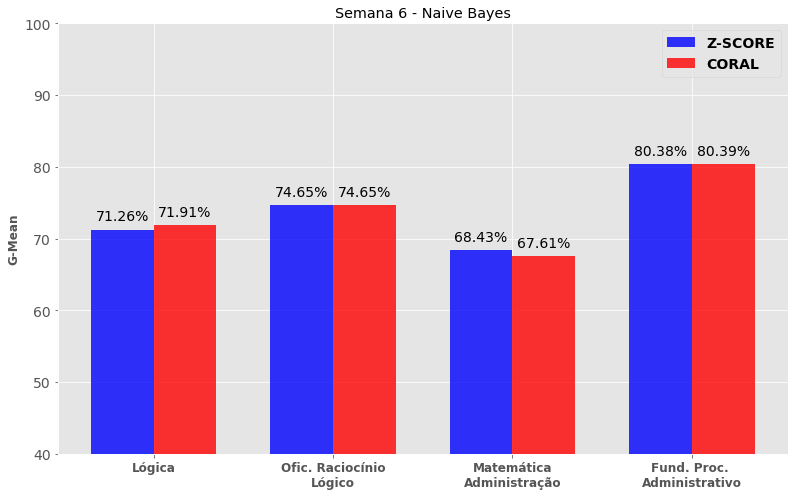 Semana 6 - Naive Bayes
100
90
80
70
60
50
40
G-Mean
Z-SCORE
CORAL
71.26%
71.91%
74.65%
74.65%
68.43%
67.61%
80.38%
80.39%
Lógica
Ofic. Raciocínio
Lógico
Matemática
Administração
Fund. Proc.
Administrativo